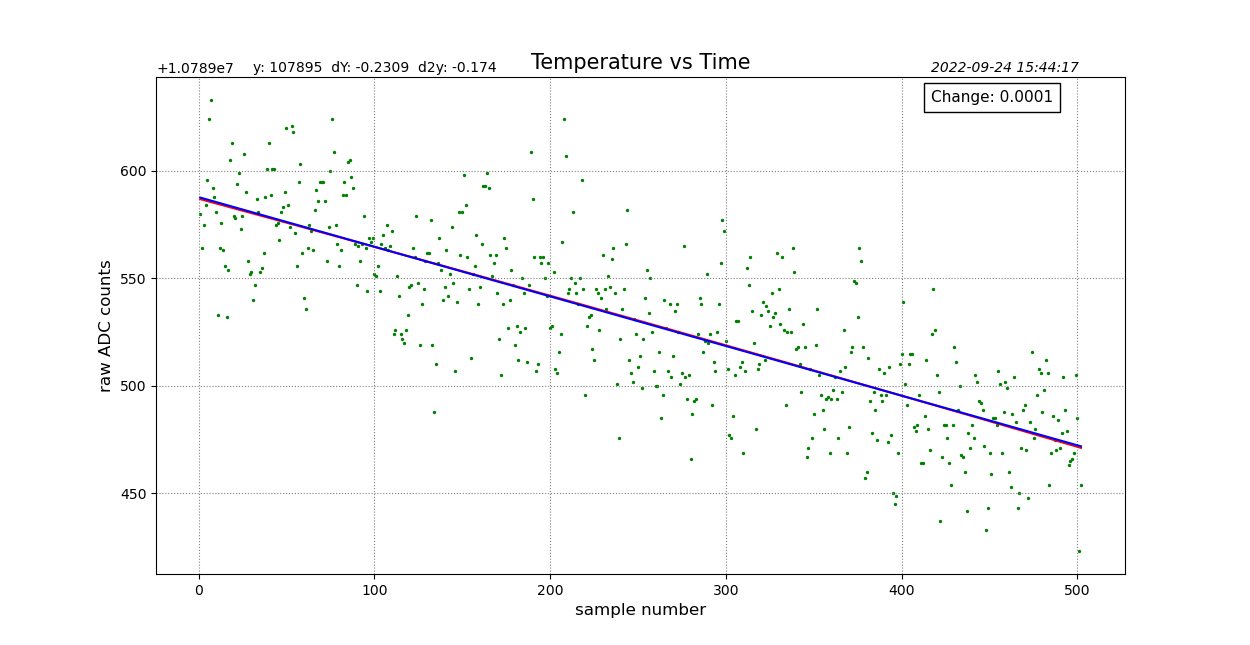 Temperature vs Time
+1.0789e7 y: 107895 dY: -0.2309 d2y: -0.174
2022-09-24 15:44:17
Change: 0.0001
600
550
500
450
raw ADC counts
0 100 200 300 400 500
sample number